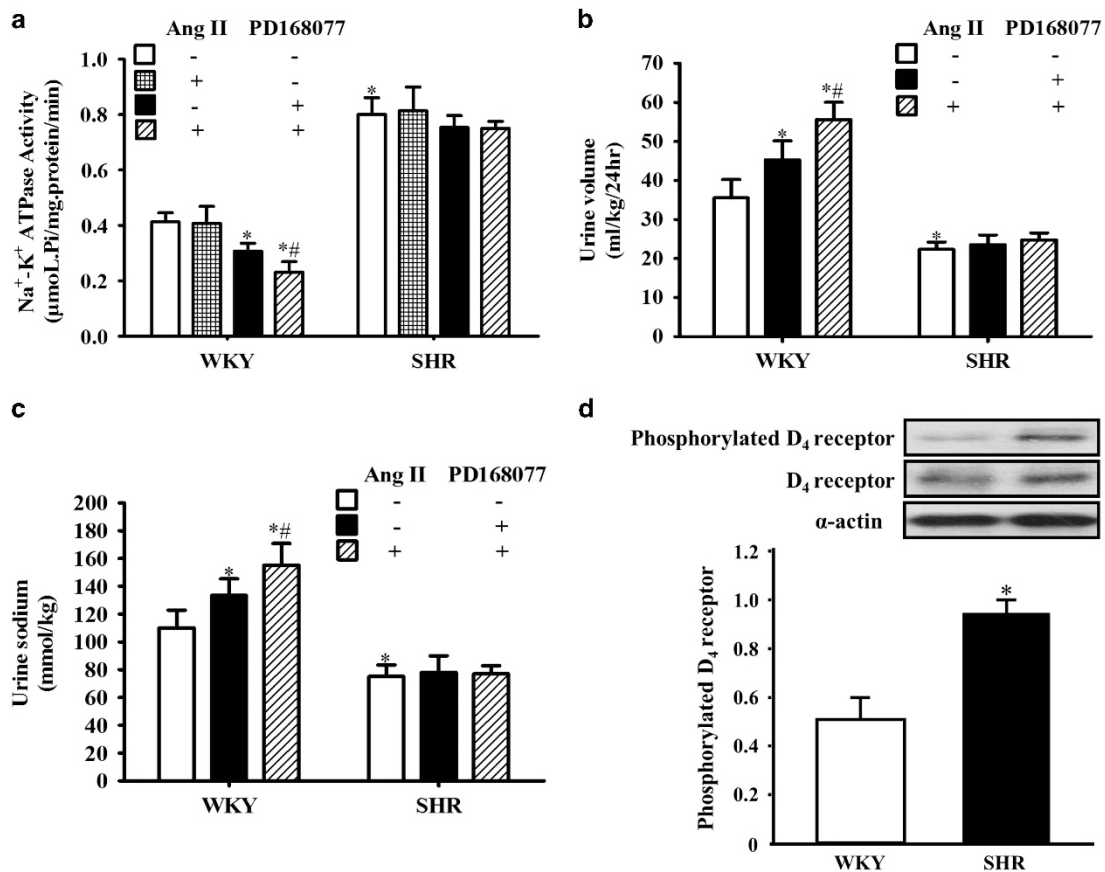 a
Ang II PD168077
- -
+ -
- +
+ +
Na⁺-K⁺ ATPase Activity
(μmoL.Pi/mg.protein/min)
1.0
0.8
0.6
0.4
0.2
0.0
* *# *
WKY SHR
b
Ang II PD168077
- -
- +
+ +
Urine volume
(ml/kg/24hr)
70
60
50
40
30
20
10
0
* *# *
WKY SHR
c
Ang II PD168077
- -
- +
+ +
Urine sodium
(mmol/kg)
200
180
160
140
120
100
80
60
40
20
0
* *# *
WKY SHR
d
Phosphorylated D₄ receptor
D₄ receptor
α-actin
Phosphorylated D₄ receptor
1.2
1.0
0.8
0.6
0.4
0.2
0
*
WKY SHR